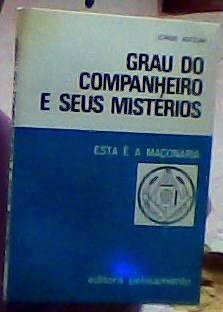 JORGE ADOUM
GRAU DO
COMPANHEIRO
E SEUS MISTÉRIOS
ESTA É A MAÇONARIA
editora pensamento